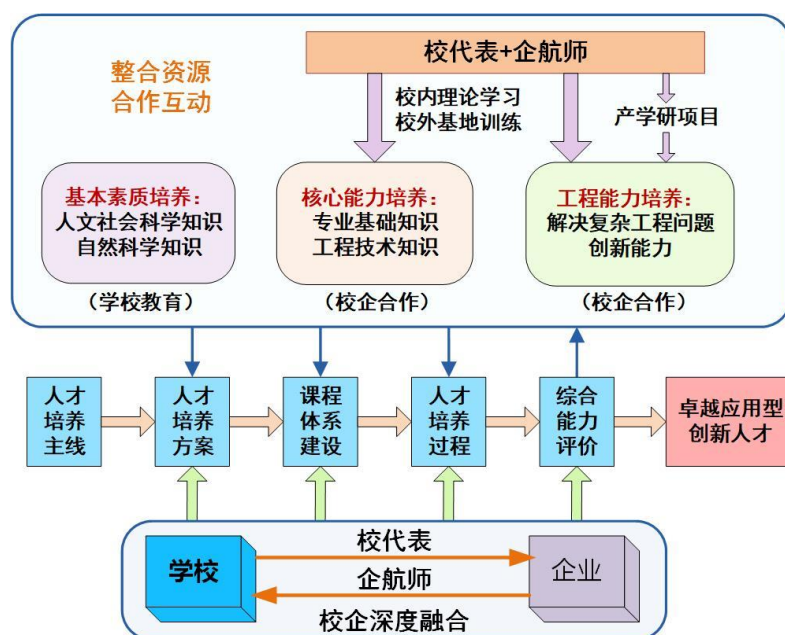 校代表+企航师
整合资源
合作互动
校内理论学习
校外基地训练
产学研项目
基本素质培养：
人文社会科学知识
自然科学知识
核心能力培养：
专业基础知识
工程技术知识
工程能力培养：
解决复杂工程问题
创新能力
（学校教育）
（校企合作）
（校企合作）
人才
培养
主线
人才
培养
方案
课程
体系
建设
人才
培养
过程
综合
能力
评价
卓越应用型
创新人才
学校
校代表
企航师
企业
校企深度融合